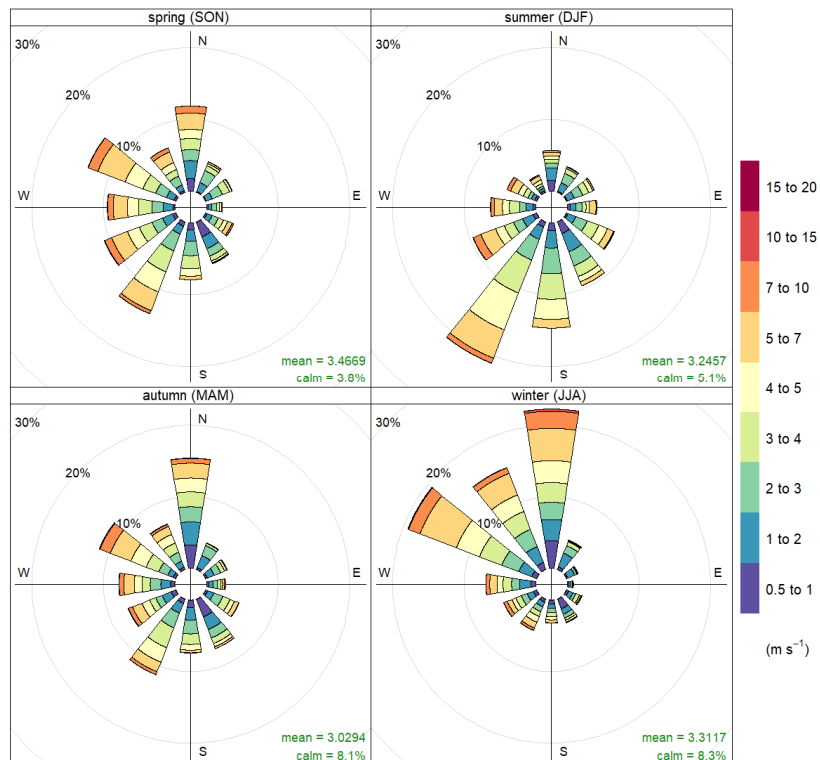 spring (SON)
summer (DJF)
30%
20%
10%
N
W
E
S
mean = 3.4669
calm = 3.8%
30%
20%
10%
N
W
E
S
mean = 3.2457
calm = 5.1%
autumn (MAM)
winter (JJA)
30%
20%
10%
N
W
E
S
mean = 3.0294
calm = 8.1%
30%
20%
10%
W
E
S
mean = 3.3117
calm = 8.3%
15 to 20
10 to 15
7 to 10
5 to 7
4 to 5
3 to 4
2 to 3
1 to 2
0.5 to 1
(m s⁻¹)